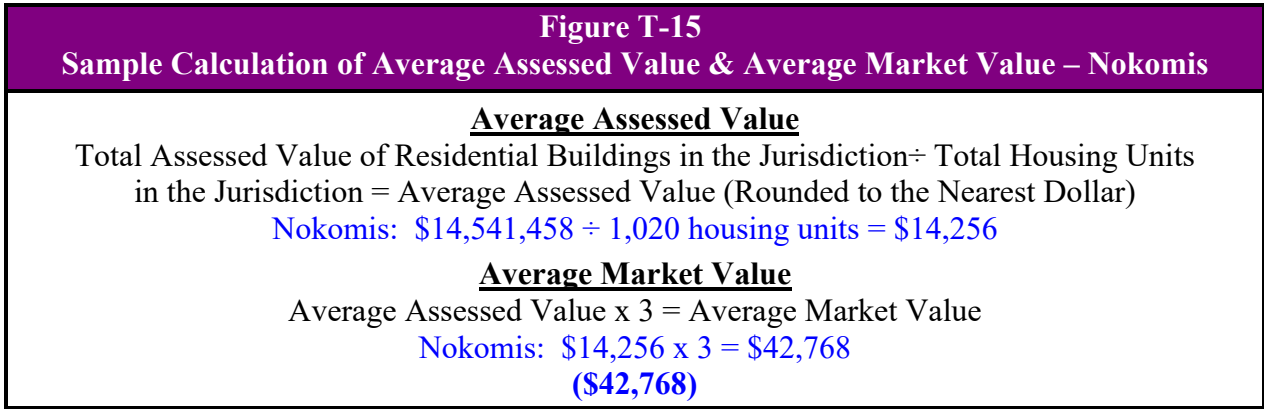 Figure T-15
Sample Calculation of Average Assessed Value & Average Market Value – Nokomis
Average Assessed Value
Total Assessed Value of Residential Buildings in the Jurisdiction÷ Total Housing Units
in the Jurisdiction = Average Assessed Value (Rounded to the Nearest Dollar)
Nokomis: $14,541,458 ÷ 1,020 housing units = $14,256
Average Market Value
Average Assessed Value x 3 = Average Market Value
Nokomis: $14,256 x 3 = $42,768
($42,768)